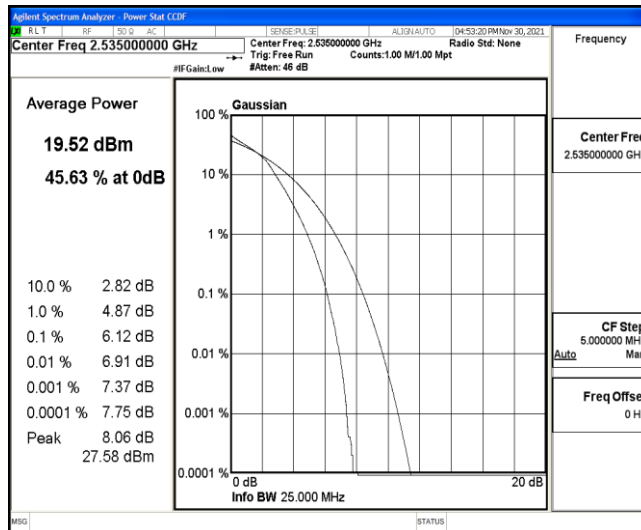 Agilent Spectrum Analyzer - Power Stat CCDF
RLT RF 50 Ω AC SENSE:PULSE ALIGN AUTO 04:53:20 PM Nov 30, 2021
Center Freq 2.535000000 GHz
Center Freq: 2.535000000 GHz Radio Std: None
Trig: Free Run Counts:1.00 M/1.00 Mpt
#IFGain:Low #Atten: 46 dB
Frequency
Average Power
19.52 dBm
45.63 % at 0dB
10.0 % 2.82 dB
1.0 % 4.87 dB
0.1 % 6.12 dB
0.01 % 6.91 dB
0.001 % 7.37 dB
0.0001 % 7.75 dB
Peak 8.06 dB
27.58 dBm
Gaussian
100 %
10 %
1 %
0.1 %
0.01 %
0.001 %
0.0001 %
0 dB 20 dB
Info BW 25.000 MHz
Center Fre
2.535000000 GH
CF Step
5.000000 MH
Auto Ma
Freq Offse
0 H
MSG STATUS